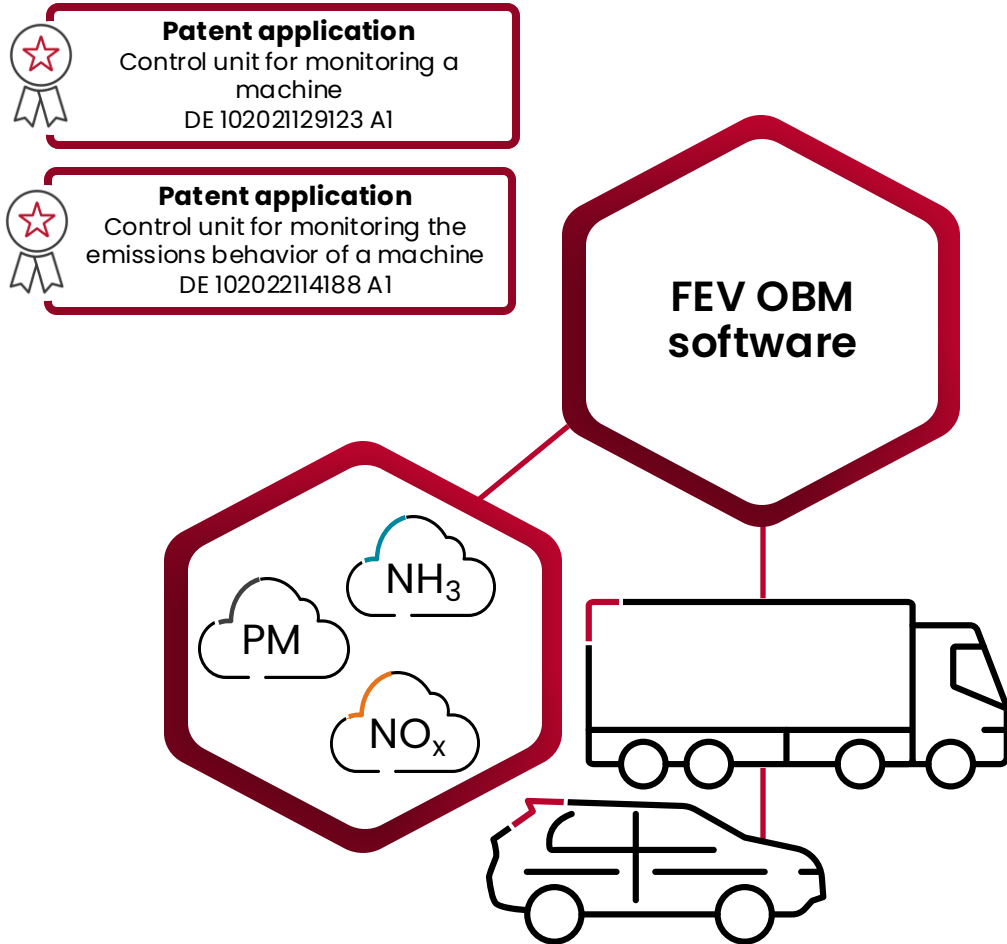 Patent application
Control unit for monitoring a
machine
DE 102021129123 A1
Patent application
Control unit for monitoring the
emissions behavior of a machine
DE 102022114188 A1
FEV OBM
software
NH₃
PM
NOₓ